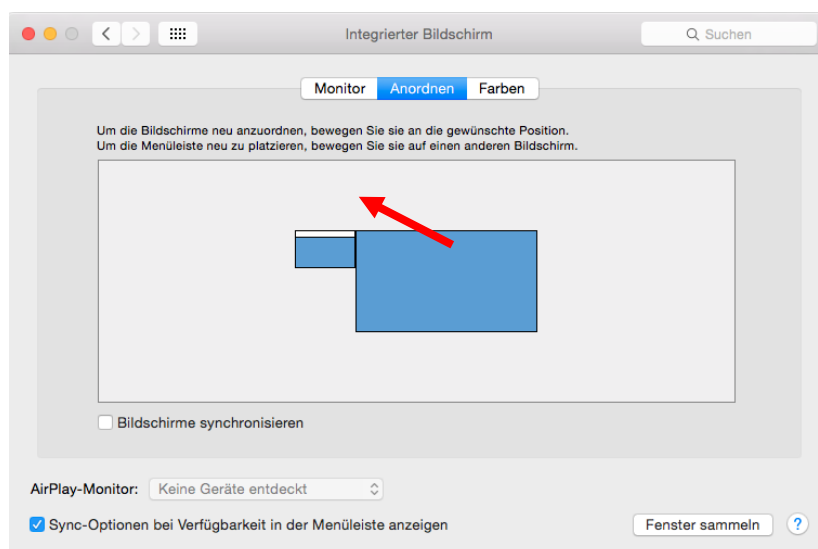 Integrierter Bildschirm
Suchen
Monitor Anordnen Farben
Um die Bildschirme neu anzuordnen, bewegen Sie sie an die gewünschte Position.
Um die Menüleiste neu zu platzieren, bewegen Sie sie auf einen anderen Bildschirm.
Bildschirme synchronisieren
AirPlay-Monitor: Keine Geräte entdeckt
Sync-Optionen bei Verfügbarkeit in der Menüleiste anzeigen
Fenster sammeln ?